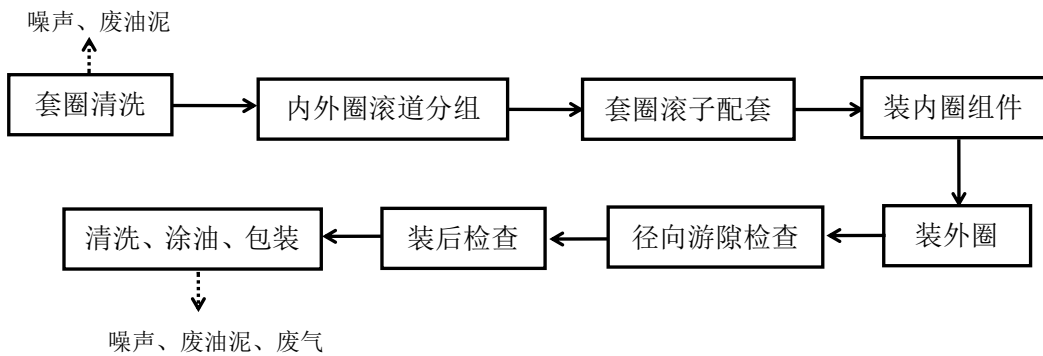 噪声、废油泥
套圈清洗
内外圈滚道分组
套圈滚子配套
装内圈组件
装外圈
径向游隙检查
装后检查
清洗、涂油、包装
噪声、废油泥、废气